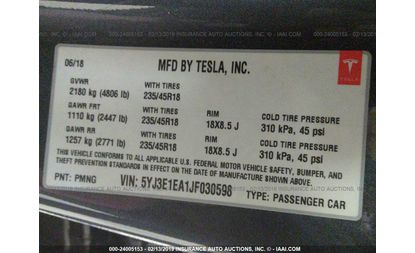 000-24005153 - 02/13/2019 INSURANCE AUTO AUCTIONS, INC. - © IAAI.COM
06/18
MFD BY TESLA, INC.
TESLA
GVWR
2180 kg (4806 lb)
WITH TIRES
235/45R18
GAWR FRT
1110 kg (2447 lb)
WITH TIRES
235/45R18
RIM
18X8.5 J
COLD TIRE PRESSURE
310 kPa, 45 psi
GAWR RR
1257 kg (2771 lb)
WITH TIRES
235/45R18
RIM
18X8.5 J
COLD TIRE PRESSURE
310 kPa, 45 psi
THIS VEHICLE CONFORMS TO ALL APPLICABLE U.S. FEDERAL MOTOR VEHICLE SAFETY, BUMPER, AND
THEFT PREVENTION STANDARDS IN EFFECT ON THE DATE OF MANUFACTURE SHOWN ABOVE.
PNT: PMNG
VIN: 5YJ3E1EA1JF030598
TYPE: PASSENGER CAR
000-24005153 - 02/13/2019 INSURANCE AUTO AUCTIONS, INC. - © IAAI.COM